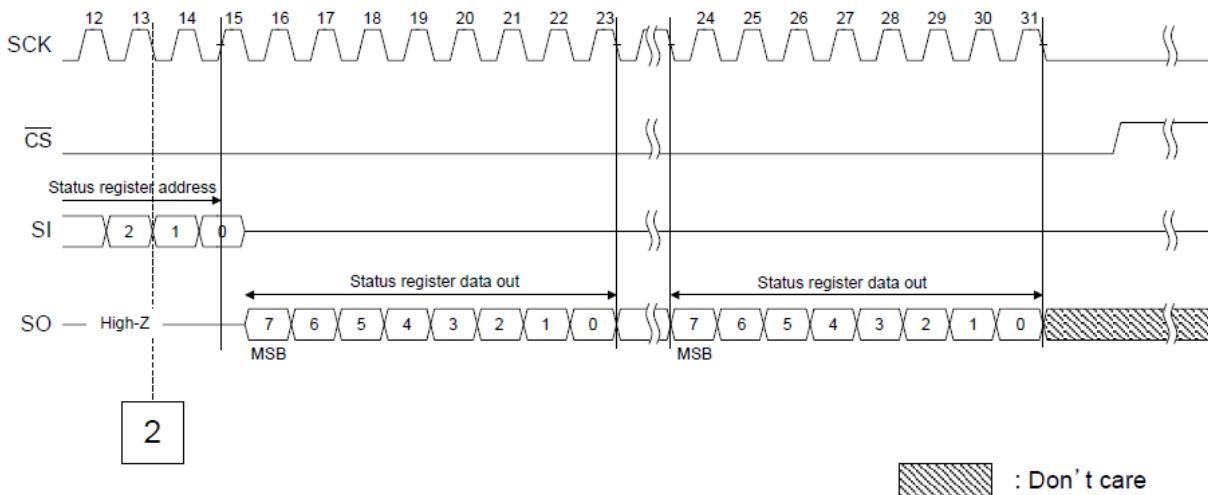 12 13 14 15 16 17 18 19 20 21 22 23 24 25 26 27 28 29 30 31
SCK
CS
Status register address
SI 2 1 0
Status register data out Status register data out
SO High-Z 7 6 5 4 3 2 1 0 7 6 5 4 3 2 1 0
MSB MSB
2
: Don't care